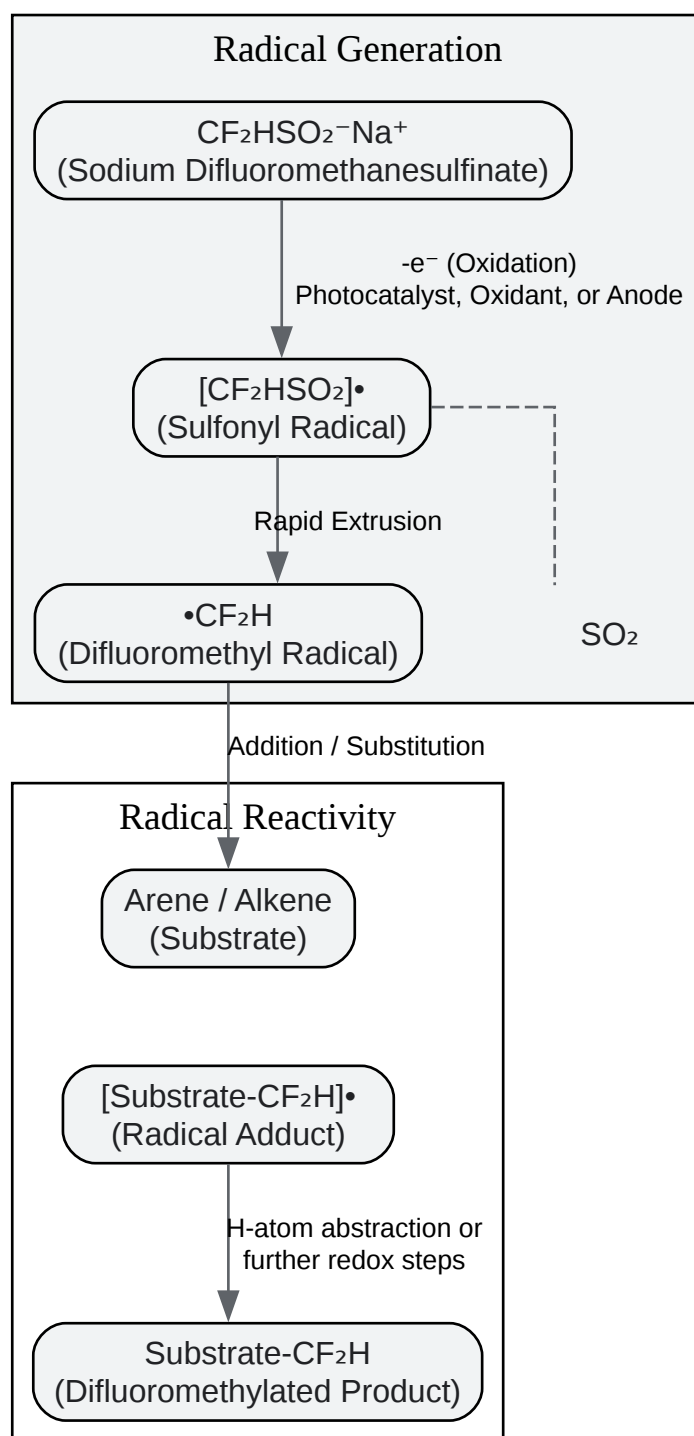 Radical Generation
CF₂HSO₂⁻Na⁺
(Sodium Difluoromethanesulfinate)
-e⁻ (Oxidation)
Photocatalyst, Oxidant, or Anode
[CF₂HSO₂]•
(Sulfonyl Radical)
Rapid Extrusion
•CF₂H
(Difluoromethyl Radical)
SO₂
Addition / Substitution
Radical Reactivity
Arene / Alkene
(Substrate)
[Substrate-CF₂H]•
(Radical Adduct)
H-atom abstraction or
further redox steps
Substrate-CF₂H
(Difluoromethylated Product)